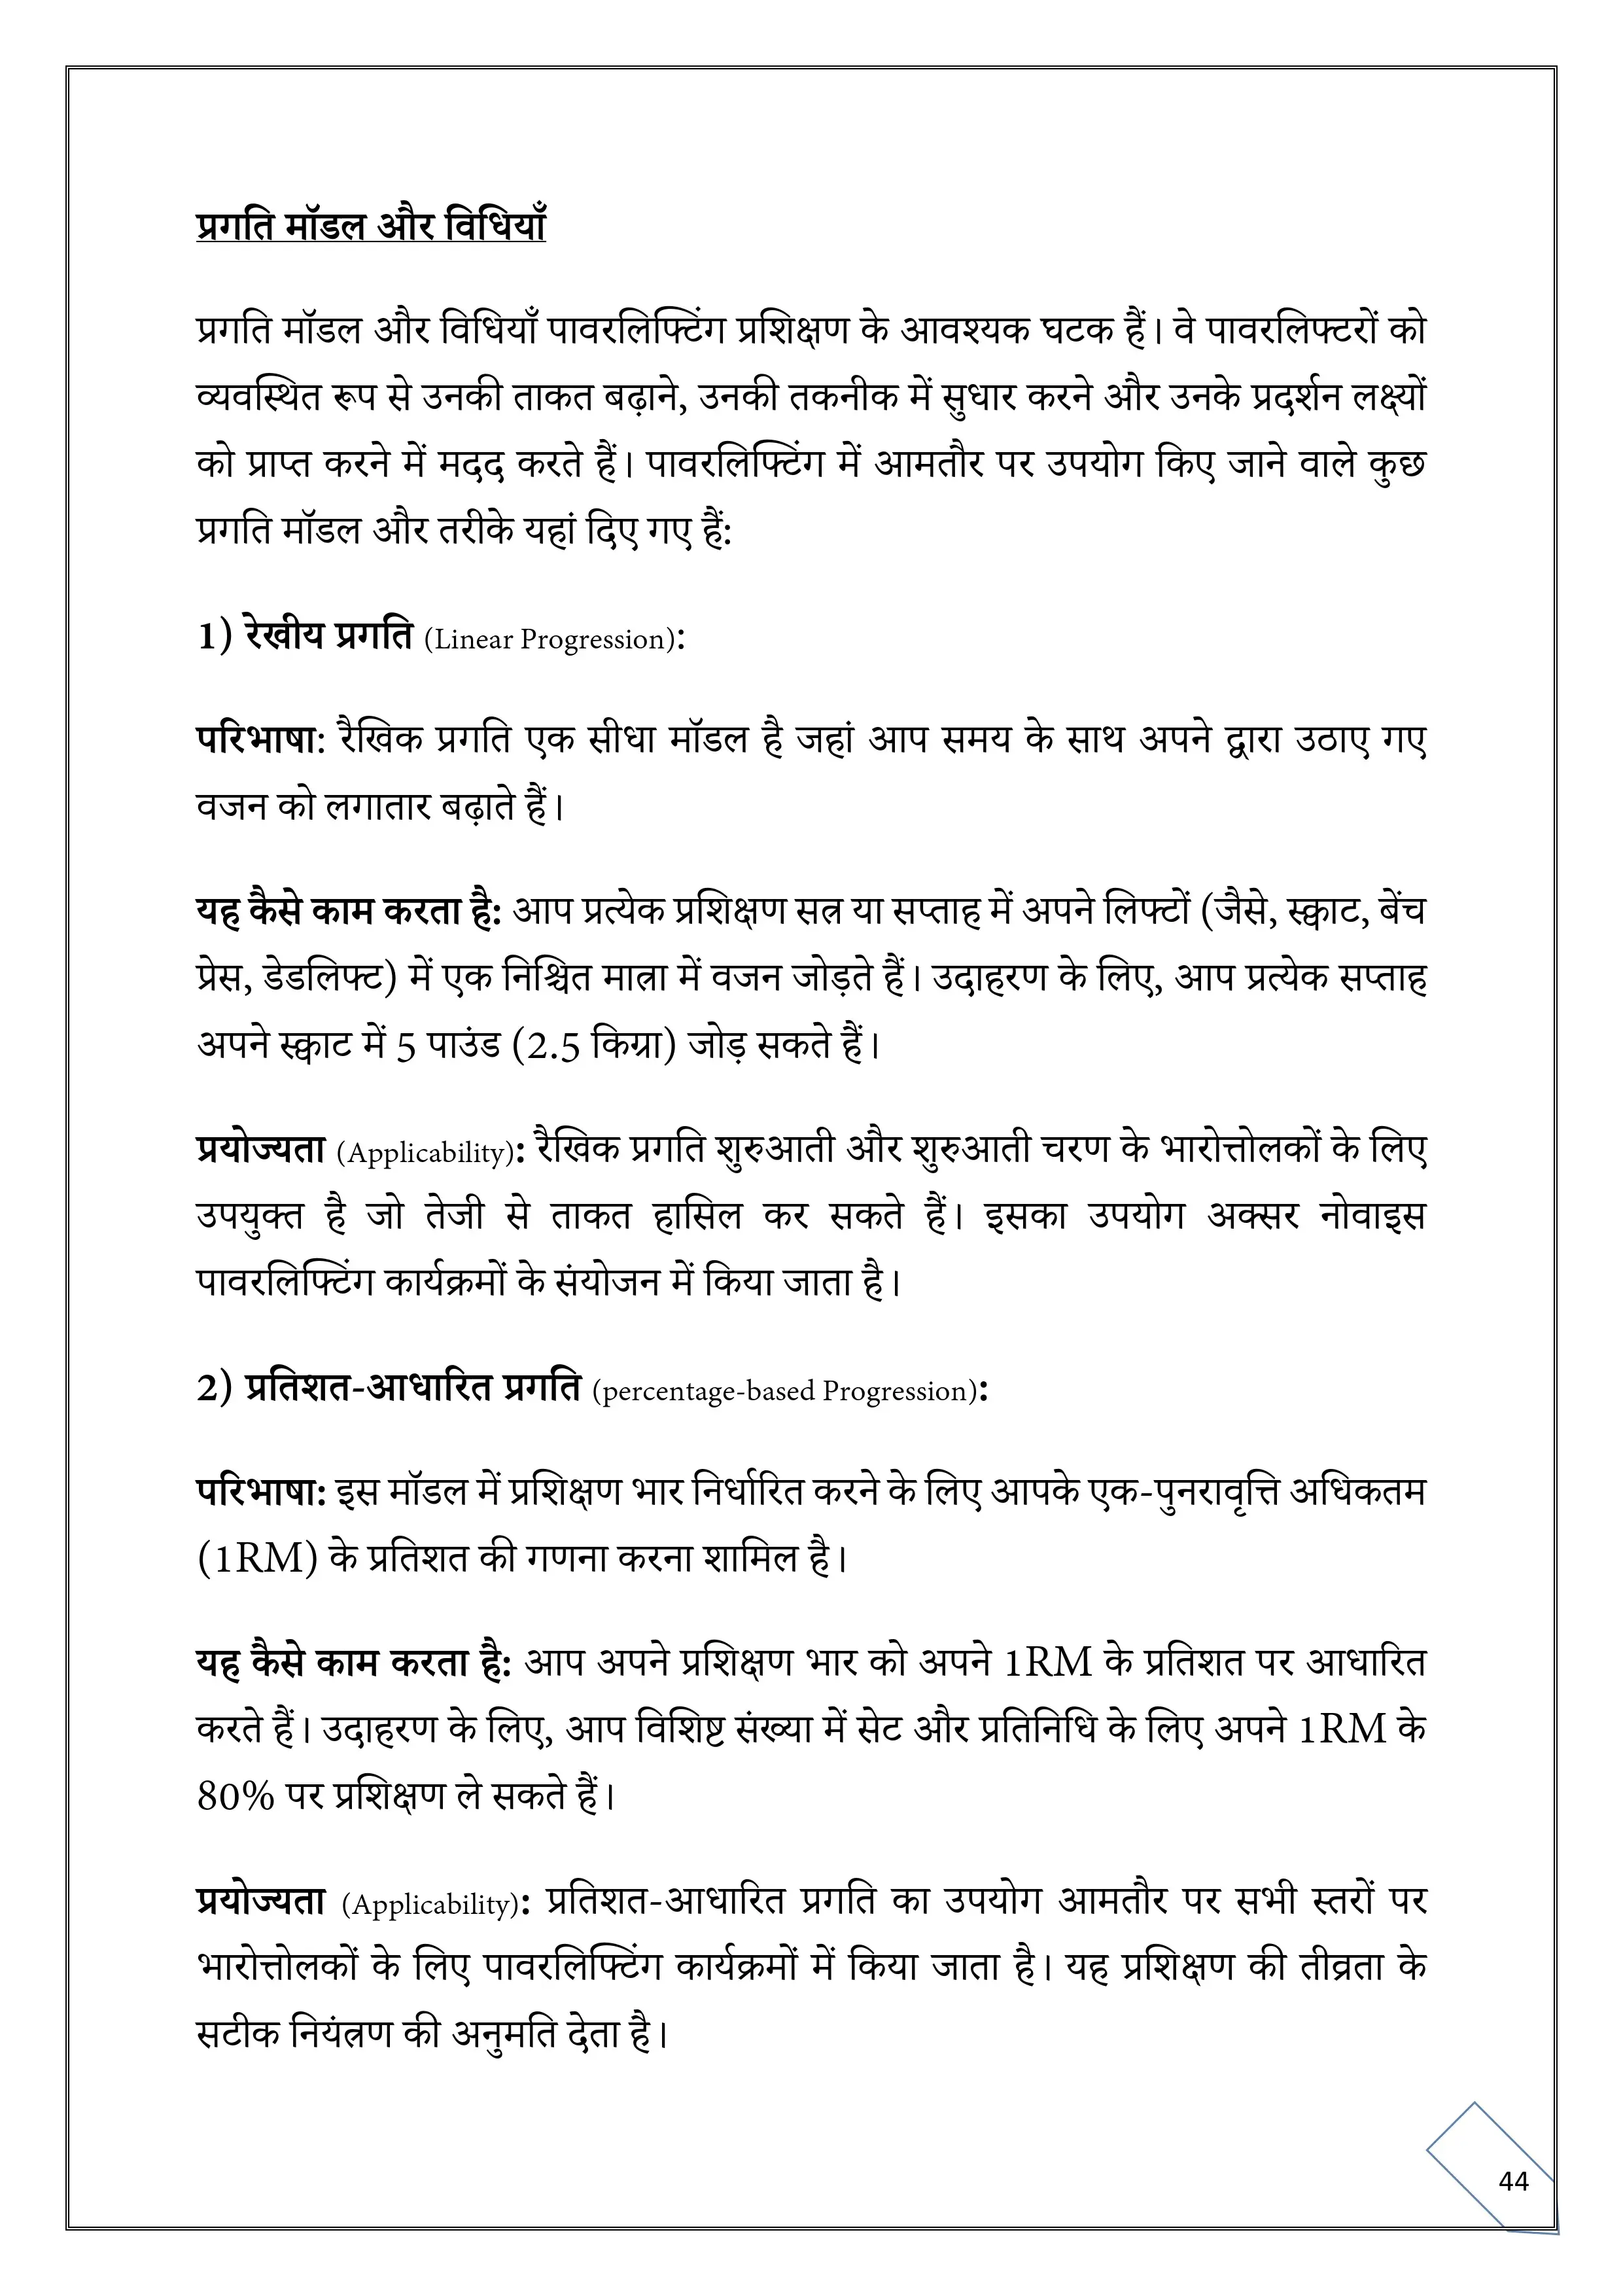 प्रगति मॉडल और विधियाँ
प्रगति मॉडल और विधियाँ पावरलिफ्टिंग प्रशिक्षण के आवश्यक घटक हैं। वे पावरलिफ्टरों को
व्यवस्थित रूप से उनकी ताकत बढ़ाने, उनकी तकनीक में सुधार करने और उनके प्रदर्शन लक्ष्यों
को प्राप्त करने में मदद करते हैं। पावरलिफ्टिंग में आमतौर पर उपयोग किए जाने वाले कुछ
प्रगति मॉडल और तरीके यहां दिए गए हैं:
1) रेखीय प्रगति (Linear Progression):
परिभाषा: रैखिक प्रगति एक सीधा मॉडल है जहां आप समय के साथ अपने द्वारा उठाए गए
वजन को लगातार बढ़ाते हैं।
यह कैसे काम करता है: आप प्रत्येक प्रशिक्षण सत्र या सप्ताह में अपने लिफ्टों (जैसे, स्क्वाट, बेंच
प्रेस, डेडलिफ्ट) में एक निश्चित मात्रा में वजन जोड़ते हैं। उदाहरण के लिए, आप प्रत्येक सप्ताह
अपने स्क्वाट में 5 पाउंड (2.5 किग्रा) जोड़ सकते हैं।
प्रयोज्यता (Applicability): रैखिक प्रगति शुरुआती और शुरुआती चरण के भारोत्तोलकों के लिए
उपयुक्त है जो तेजी से ताकत हासिल कर सकते हैं। इसका उपयोग अक्सर नोवाइस
पावरलिफ्टिंग कार्यक्रमों के संयोजन में किया जाता है।
2) प्रतिशत-आधारित प्रगति (percentage-based Progression):
परिभाषा: इस मॉडल में प्रशिक्षण भार निर्धारित करने के लिए आपके एक-पुनरावृत्ति अधिकतम
(1RM) के प्रतिशत की गणना करना शामिल है।
यह कैसे काम करता है: आप अपने प्रशिक्षण भार को अपने 1RM के प्रतिशत पर आधारित
करते हैं। उदाहरण के लिए, आप विशिष्ट संख्या में सेट और प्रतिनिधि के लिए अपने 1RM के
80% पर प्रशिक्षण ले सकते हैं।
प्रयोज्यता (Applicability): प्रतिशत-आधारित प्रगति का उपयोग आमतौर पर सभी स्तरों पर
भारोत्तोलकों के लिए पावरलिफ्टिंग कार्यक्रमों में किया जाता है। यह प्रशिक्षण की तीव्रता के
सटीक नियंत्रण की अनुमति देता है।
44